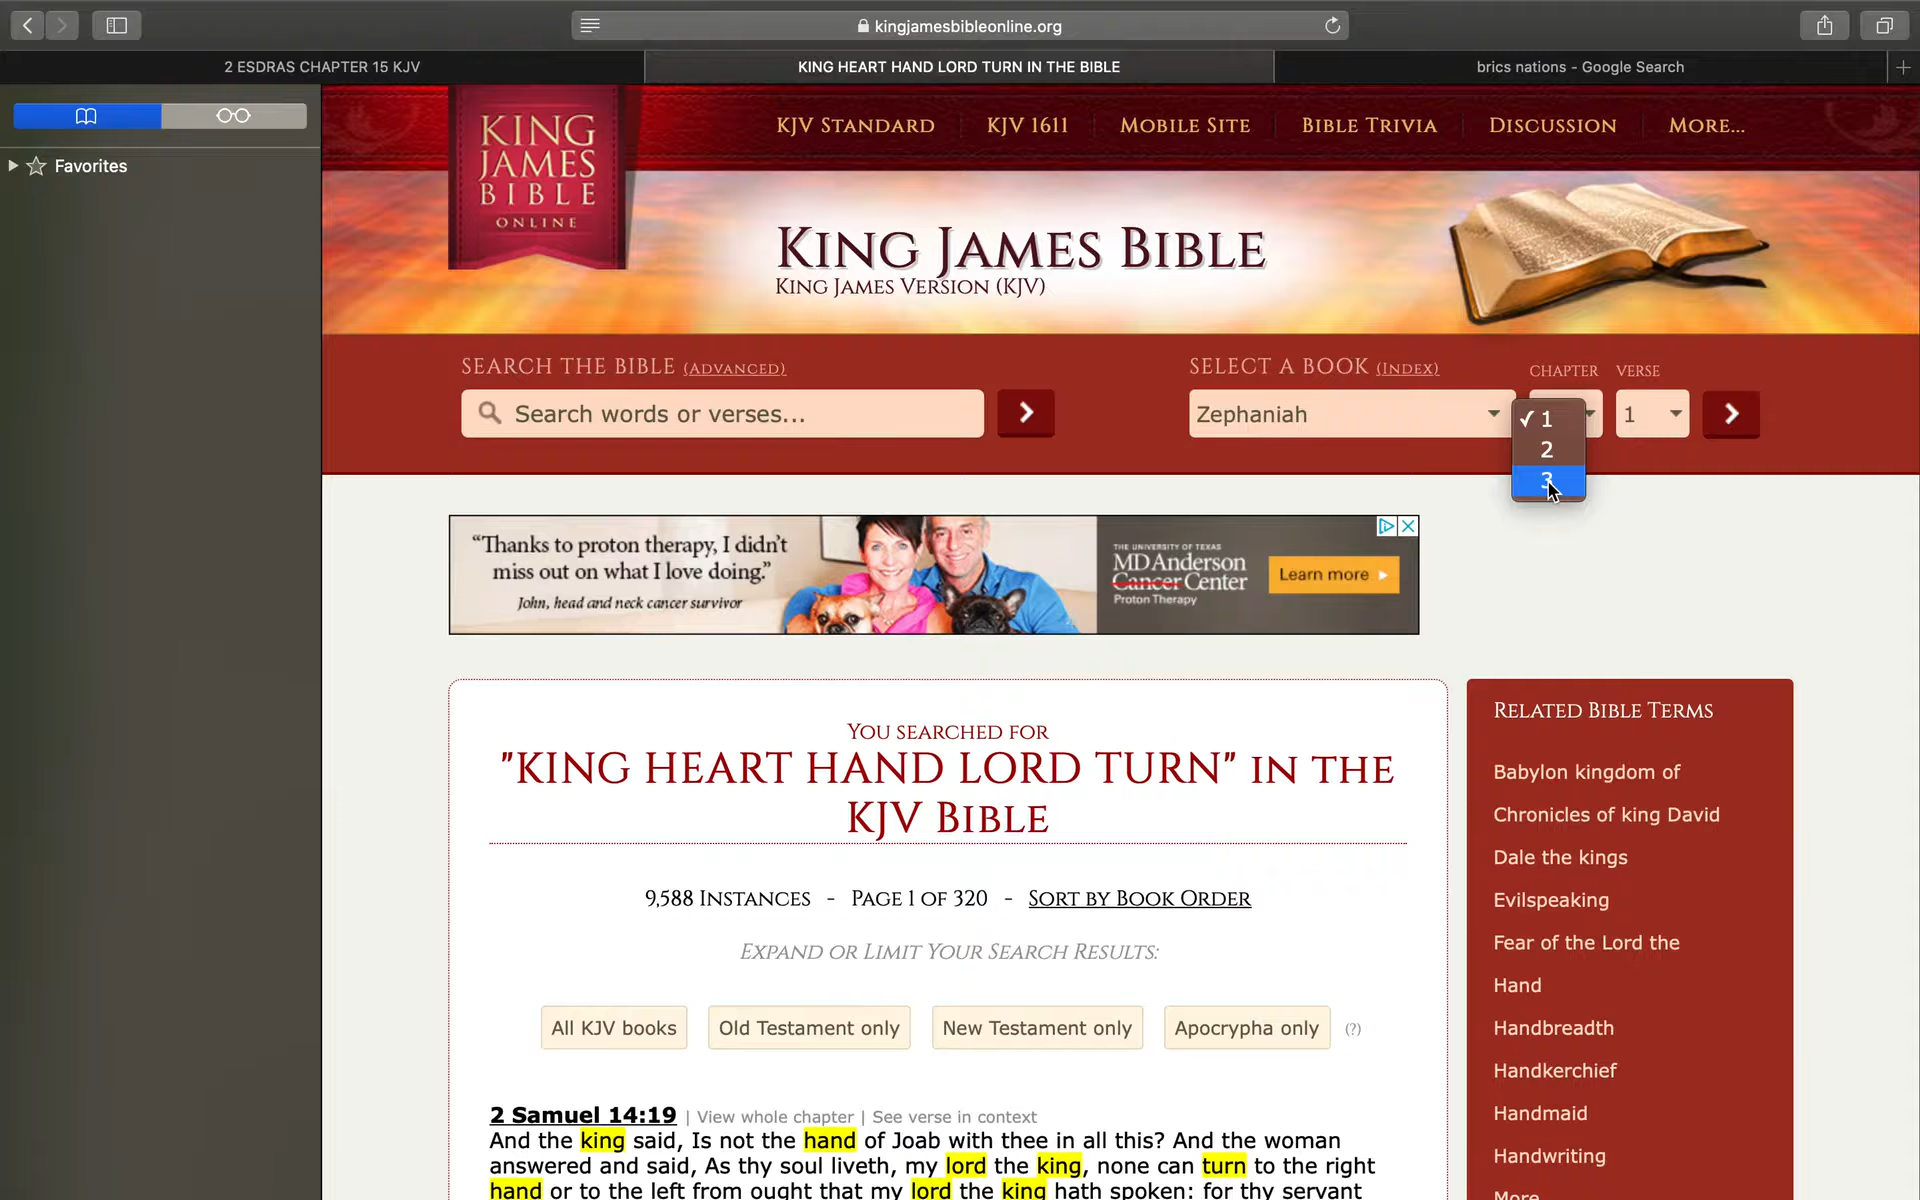 kingjamesbibleonline.org
2 ESDRAS CHAPTER 15 KJV
KING HEART HAND LORD TURN IN THE BIBLE
brics nations - Google Search
Favorites
KING
JAMES
BIBLE
ONLINE
KJV STANDARD
KJV 1611
MOBILE SITE
BIBLE TRIVIA
DISCUSSION
MORE...
KING JAMES BIBLE
KING JAMES VERSION (KJV)
SEARCH THE BIBLE (ADVANCED)
Search words or verses...
SELECT A BOOK (INDEX)
CHAPTER
VERSE
Zephaniah
✓ 1
2
3
1
“Thanks to proton therapy, I didn’t
miss out on what I love doing.”
John, head and neck cancer survivor
THE UNIVERSITY OF TEXAS
MD Anderson
Cancer Center
Proton Therapy
Learn more
YOU SEARCHED FOR
"KING HEART HAND LORD TURN" IN THE
KJV BIBLE
9,588 INSTANCES - PAGE 1 OF 320 - SORT BY BOOK ORDER
EXPAND OR LIMIT YOUR SEARCH RESULTS:
All KJV books
Old Testament only
New Testament only
Apocrypha only
(?)
2 Samuel 14:19 | View whole chapter | See verse in context
And the king said, Is not the hand of Joab with thee in all this? And the woman
answered and said, As thy soul liveth, my lord the king, none can turn to the right
hand or to the left from ought that my lord the king hath spoken: for thy servant
RELATED BIBLE TERMS
Babylon kingdom of
Chronicles of king David
Dale the kings
Evilspeaking
Fear of the Lord the
Hand
Handbreadth
Handkerchief
Handmaid
Handwriting
More